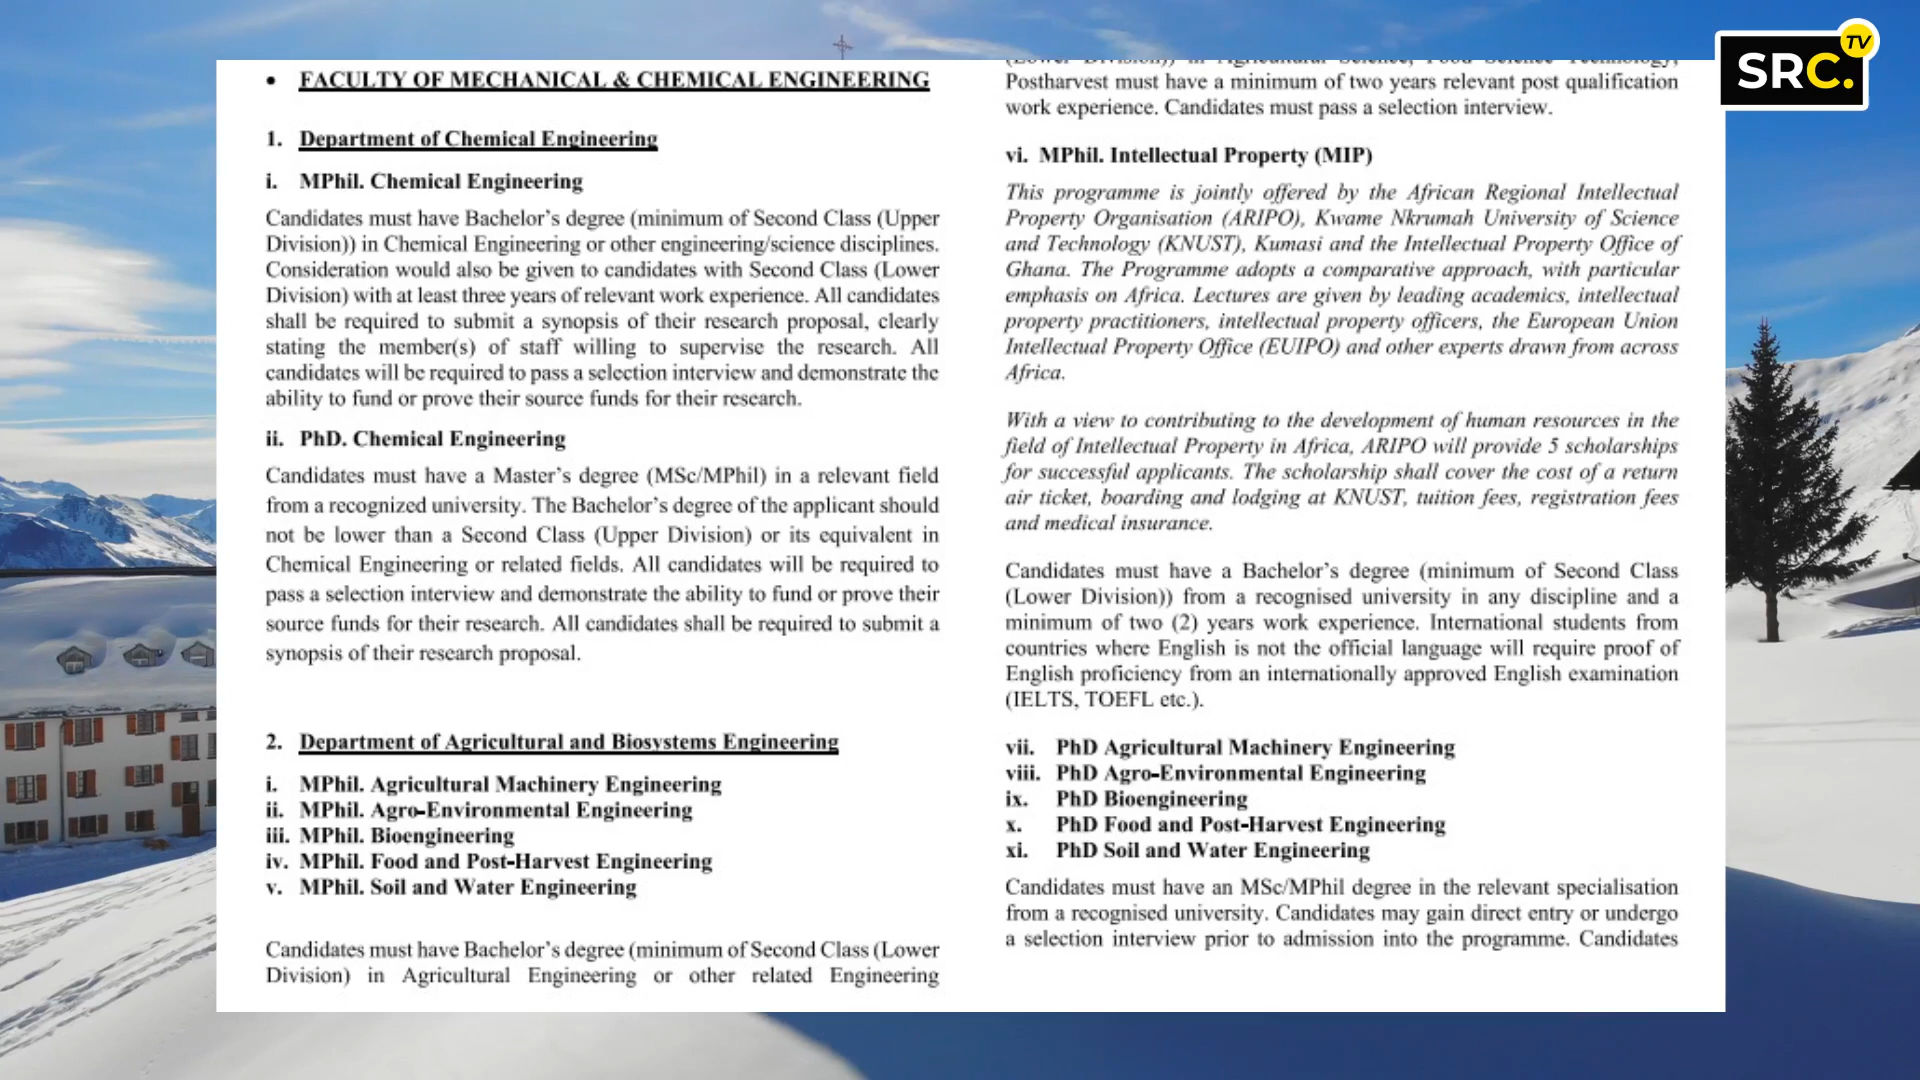 • FACULTY OF MECHANICAL & CHEMICAL ENGINEERING
1. Department of Chemical Engineering
i. MPhil. Chemical Engineering
Candidates must have Bachelor's degree (minimum of Second Class (Upper
Division)) in Chemical Engineering or other engineering/science disciplines.
Consideration would also be given to candidates with Second Class (Lower
Division) with at least three years of relevant work experience. All candidates
shall be required to submit a synopsis of their research proposal, clearly
stating the member(s) of staff willing to supervise the research. All
candidates will be required to pass a selection interview and demonstrate the
ability to fund or prove their source funds for their research.
ii. PhD. Chemical Engineering
Candidates must have a Master's degree (MSc/MPhil) in a relevant field
from a recognized university. The Bachelor's degree of the applicant should
not be lower than a Second Class (Upper Division) or its equivalent in
Chemical Engineering or related fields. All candidates will be required to
pass a selection interview and demonstrate the ability to fund or prove their
source funds for their research. All candidates shall be required to submit a
synopsis of their research proposal.
2. Department of Agricultural and Biosystems Engineering
i. MPhil. Agricultural Machinery Engineering
ii. MPhil. Agro-Environmental Engineering
iii. MPhil. Bioengineering
iv. MPhil. Food and Post-Harvest Engineering
v. MPhil. Soil and Water Engineering
Candidates must have Bachelor's degree (minimum of Second Class (Lower
Division) in Agricultural Engineering or other related Engineering
(Lower Division)) in Agricultural Science, Food Science Technology,
Postharvest must have a minimum of two years relevant post qualification
work experience. Candidates must pass a selection interview.
vi. MPhil. Intellectual Property (MIP)
This programme is jointly offered by the African Regional Intellectual
Property Organisation (ARIPO), Kwame Nkrumah University of Science
and Technology (KNUST), Kumasi and the Intellectual Property Office of
Ghana. The Programme adopts a comparative approach, with particular
emphasis on Africa. Lectures are given by leading academics, intellectual
property practitioners, intellectual property officers, the European Union
Intellectual Property Office (EUIPO) and other experts drawn from across
Africa.
With a view to contributing to the development of human resources in the
field of Intellectual Property in Africa, ARIPO will provide 5 scholarships
for successful applicants. The scholarship shall cover the cost of a return
air ticket, boarding and lodging at KNUST, tuition fees, registration fees
and medical insurance.
Candidates must have a Bachelor's degree (minimum of Second Class
(Lower Division)) from a recognised university in any discipline and a
minimum of two (2) years work experience. International students from
countries where English is not the official language will require proof of
English proficiency from an internationally approved English examination
(IELTS, TOEFL etc.).
vii. PhD Agricultural Machinery Engineering
viii. PhD Agro-Environmental Engineering
ix. PhD Bioengineering
x. PhD Food and Post-Harvest Engineering
xi. PhD Soil and Water Engineering
Candidates must have an MSc/MPhil degree in the relevant specialisation
from a recognised university. Candidates may gain direct entry or undergo
a selection interview prior to admission into the programme. Candidates
SRC.
TV